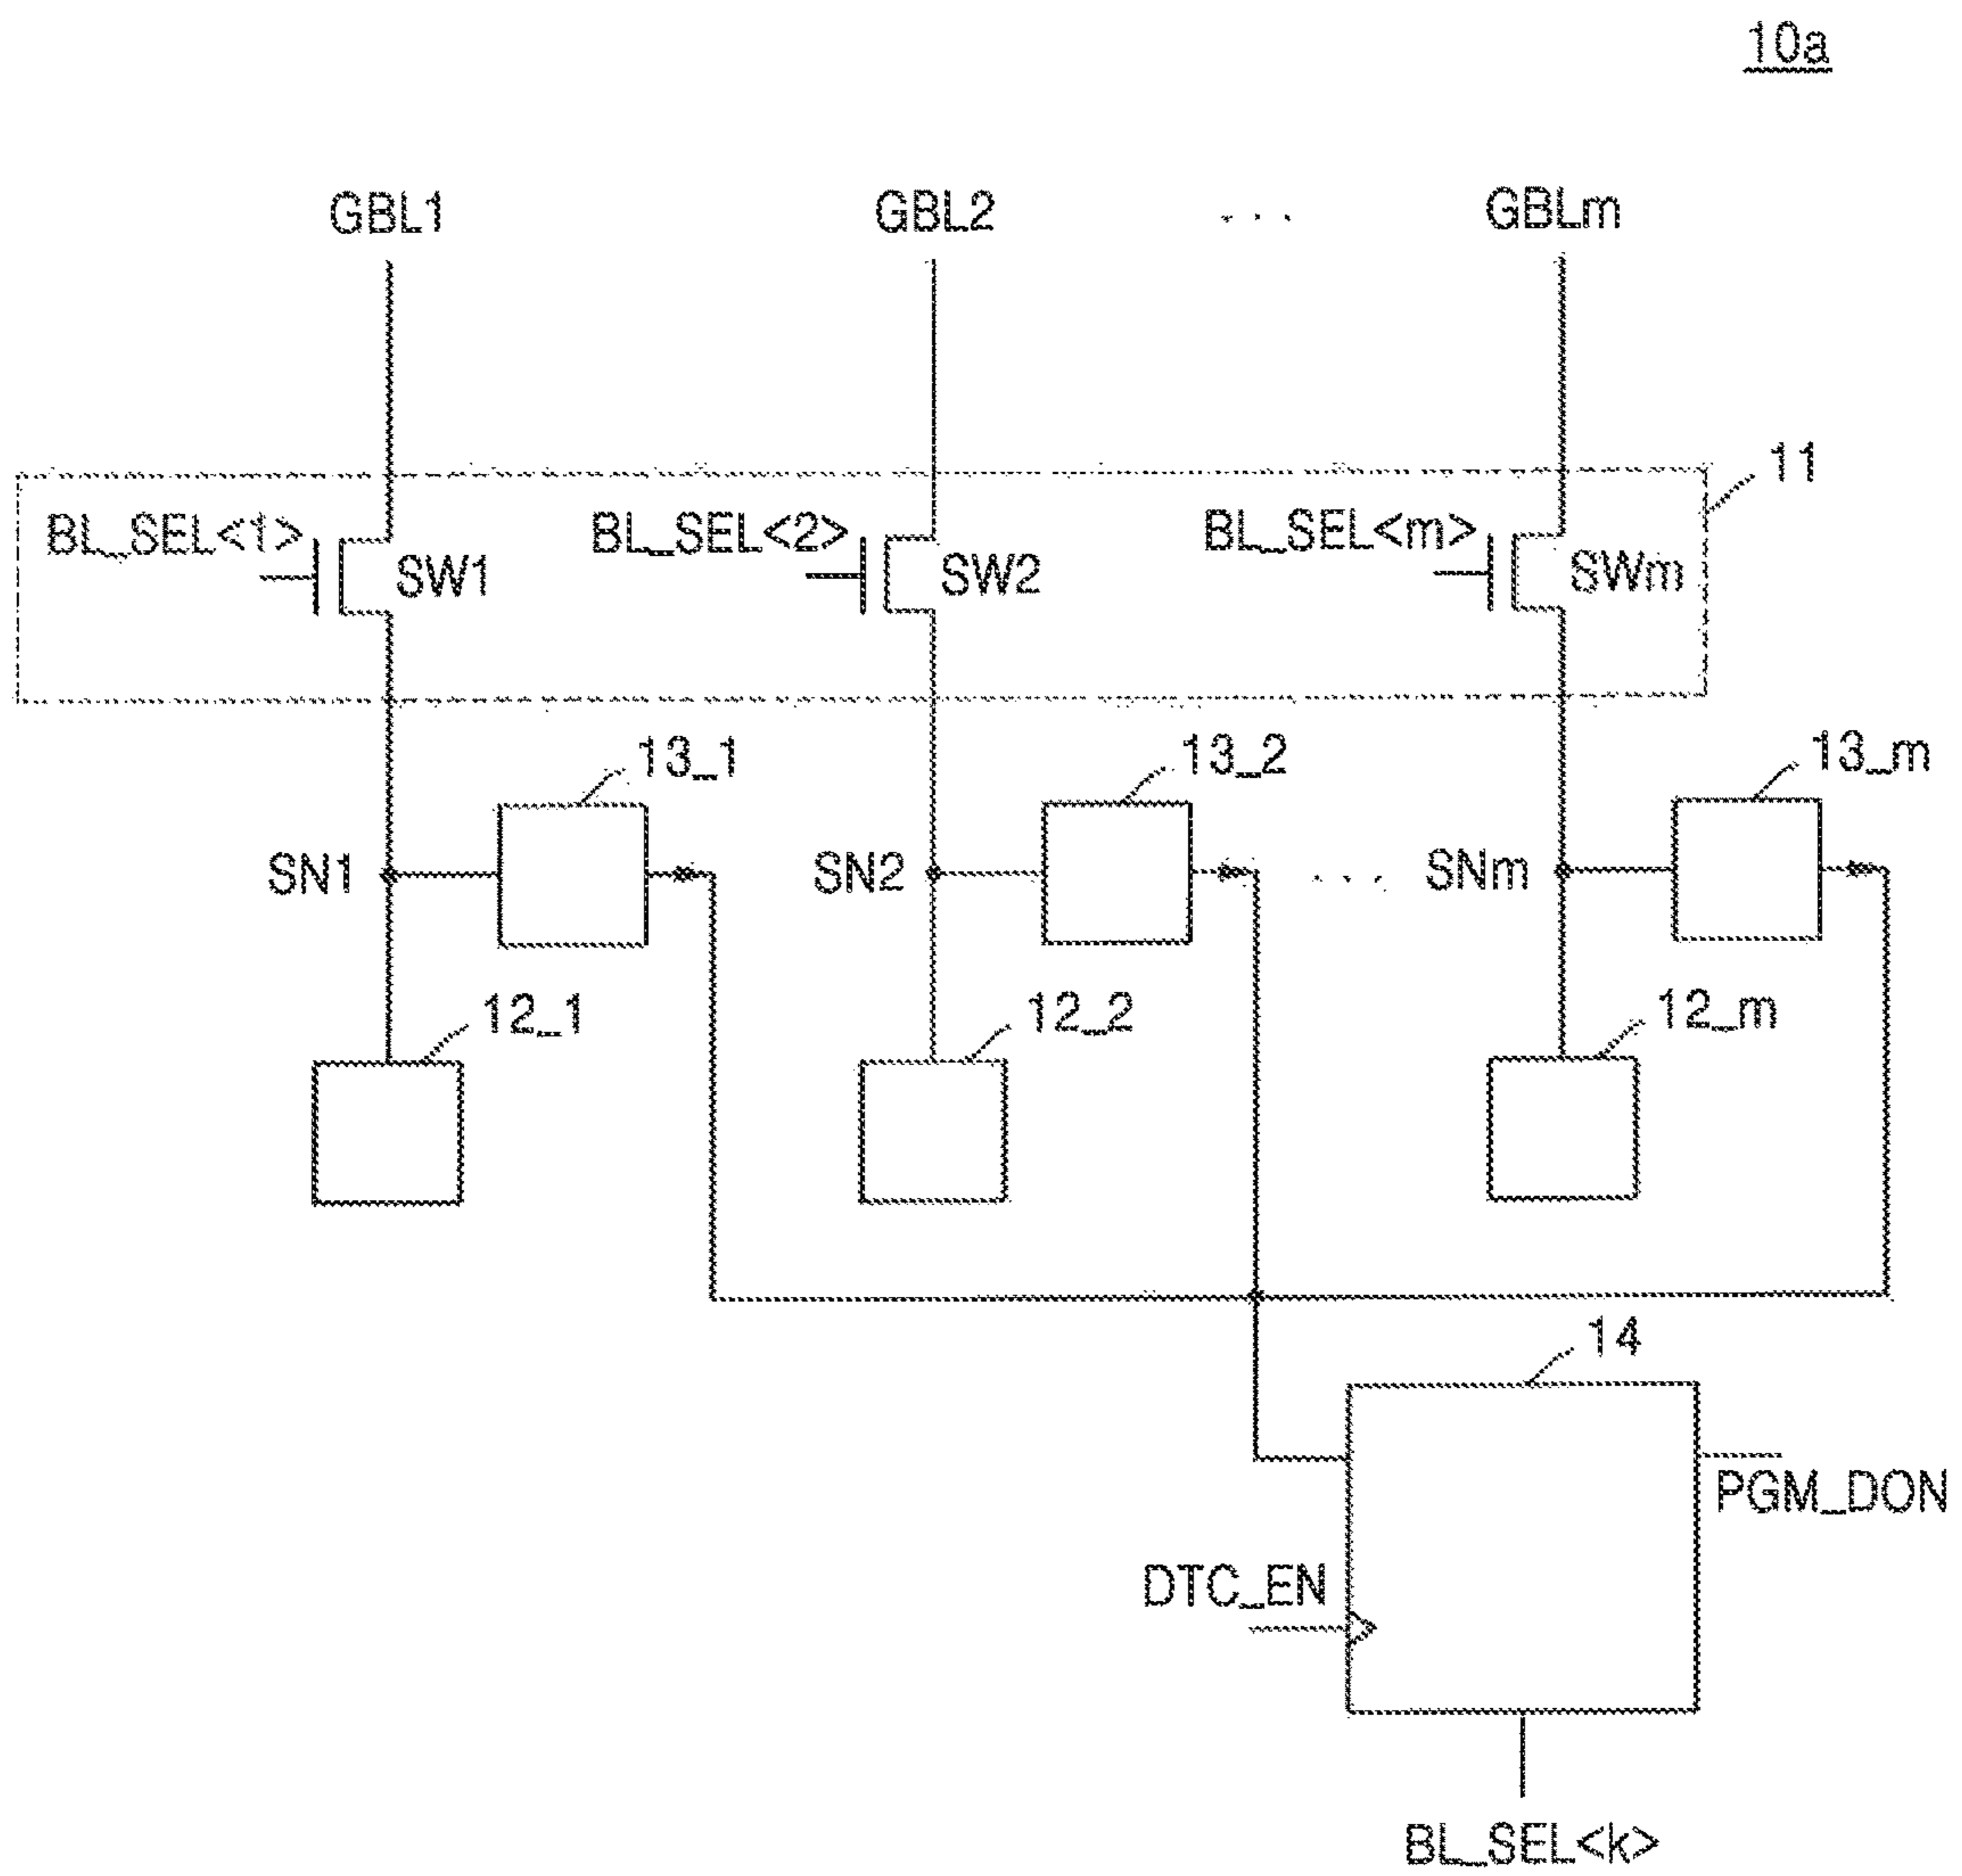 10a
GBL1 GBL2 ... GBLm
11
BL_SEL<1> BL_SEL<2> BL_SEL<m>
SW1 SW2 SWm
13_1 13_2 13_m
SN1 SN2 ... SNm
12_1 12_2 12_m
14
PGM_DON
DTC_EN
BL_SEL<k>